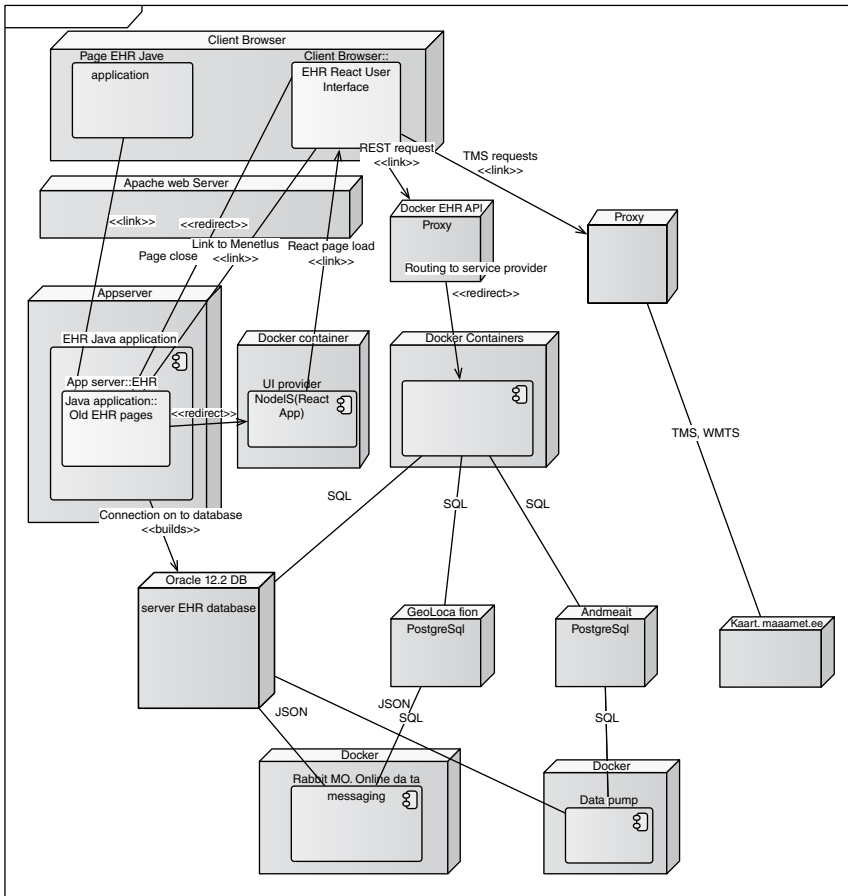 Client Browser
Page EHR Jave
application
Client Browser::
EHR React User
Interface
REST request
<<link>>
TMS requests
<<link>>
Apache web Server
<<link>>
<<redirect>>
Page close
Link to Menetlus
<<link>>
React page load
<<link>>
Docker EHR API
Proxy
Routing to service provider
<<redirect>>
Proxy
Appserver
EHR Java application
App server::EHR
Java application::
Old EHR pages
<<redirect>>
Docker container
UI provider
NodeIS(React
App)
Docker Containers
TMS, WMTS
Connection on to database
<<builds>>
SQL
SQL
SQL
Oracle 12.2 DB
server EHR database
GeoLoca fion
PostgreSql
Andmeait
PostgreSql
Kaart. maaamet.ee
JSON
JSON
SQL
SQL
Docker
Rabbit MO. Online da ta
messaging
Docker
Data pump